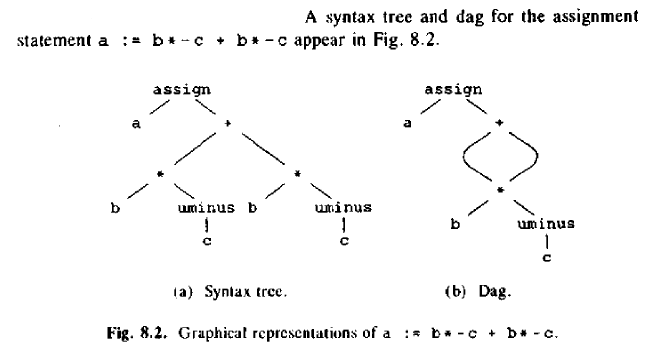 A syntax tree and dag for the assignment
statement a := b*-c + b*-c appear in Fig. 8.2.
assign assign
a + a +
* * *
b uminus b uminus b uminus
c c c
(a) Syntax tree. (b) Dag.
Fig. 8.2. Graphical representations of a := b*-c + b*-c.